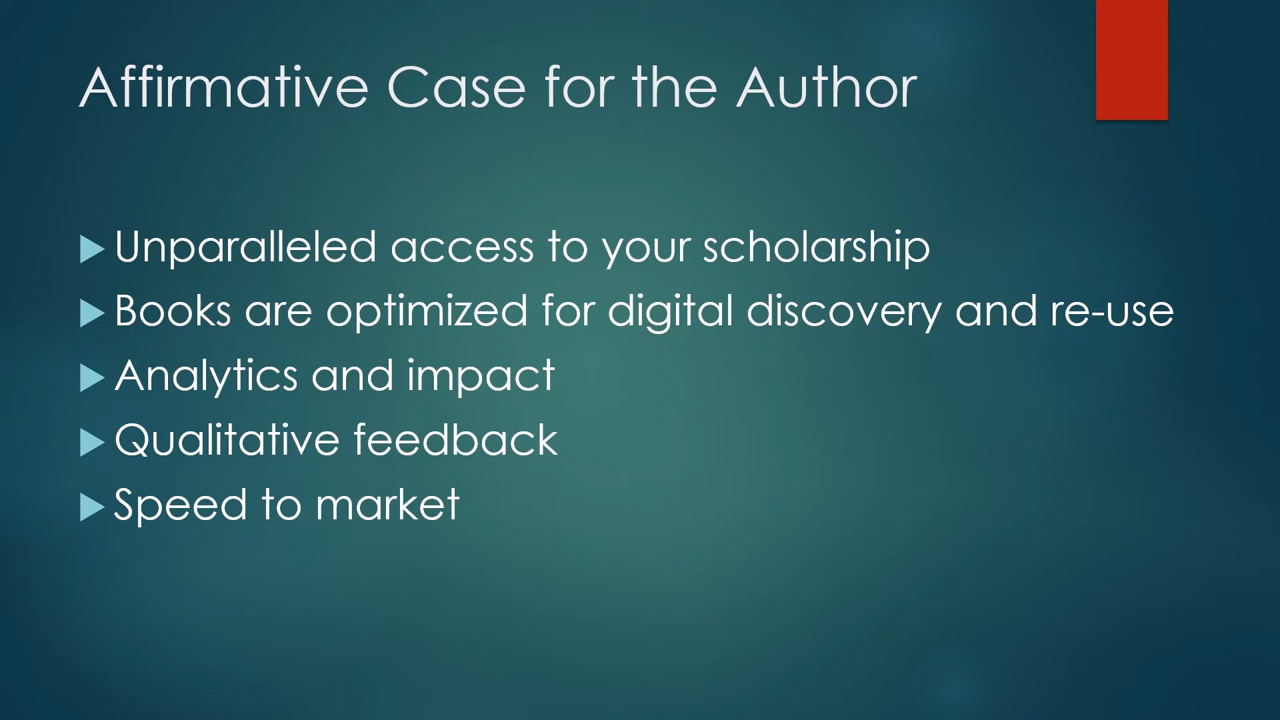 Affirmative Case for the Author
Unparalleled access to your scholarship
Books are optimized for digital discovery and re-use
Analytics and impact
Qualitative feedback
Speed to market